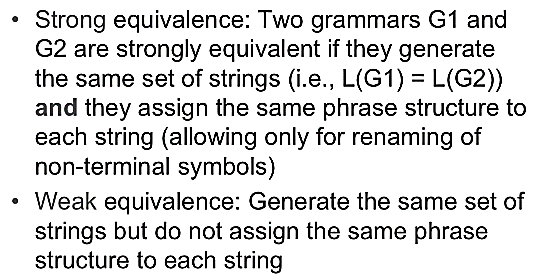 • Strong equivalence: Two grammars G1 and
G2 are strongly equivalent if they generate
the same set of strings (i.e., L(G1) = L(G2))
and they assign the same phrase structure to
each string (allowing only for renaming of
non-terminal symbols)
• Weak equivalence: Generate the same set of
strings but do not assign the same phrase
structure to each string